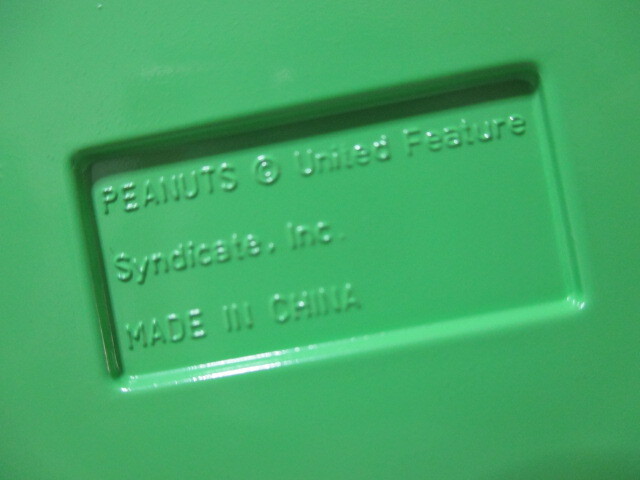 PEANUTS © United Feature
Syndicate, Inc.
MADE IN CHINA